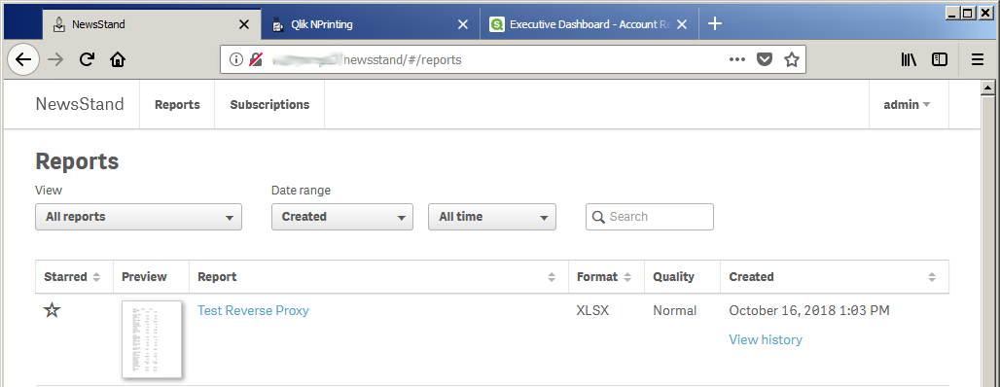 NewsStand
Qlik NPrinting
Executive Dashboard - Account Re
newsstand/#/reports
NewsStand Reports Subscriptions admin
Reports
View Date range
All reports Created All time Search
Starred Preview Report Format Quality Created
Test Reverse Proxy XLSX Normal October 16, 2018 1:03 PM
View history